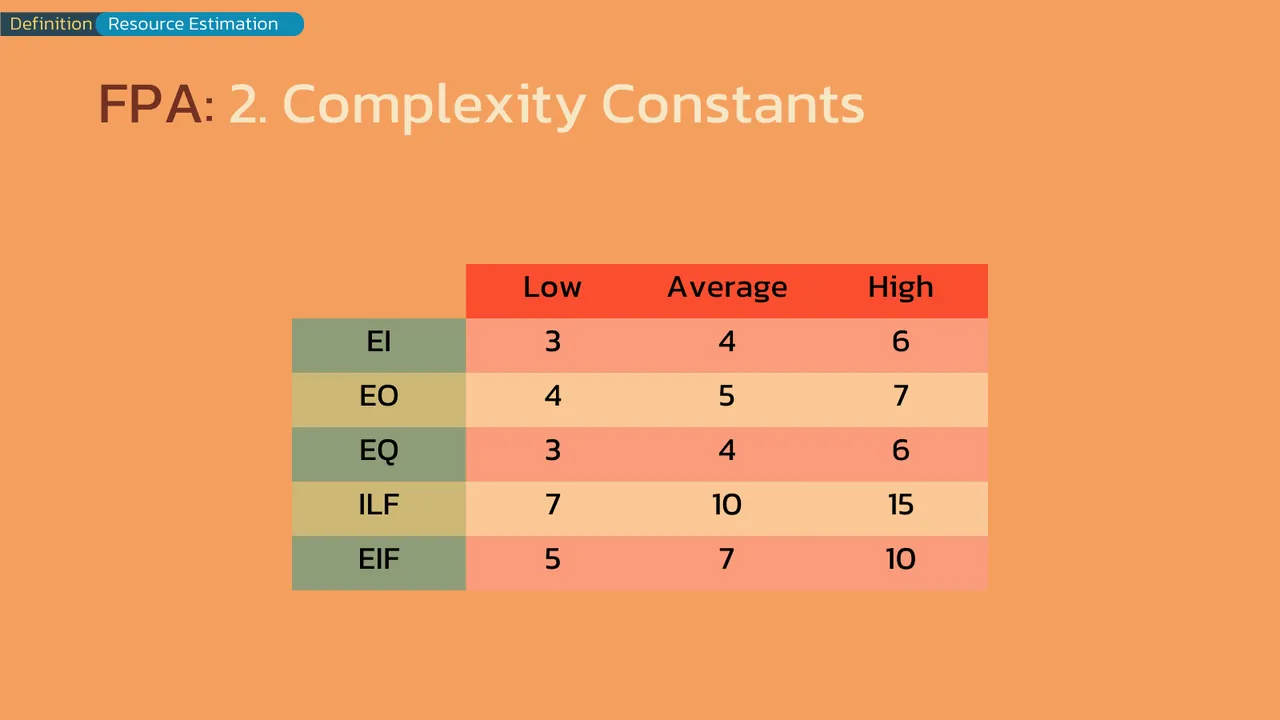 Definition Resource Estimation
FPA: 2. Complexity Constants
Low Average High
EI 3 4 6
EO 4 5 7
EQ 3 4 6
ILF 7 10 15
EIF 5 7 10